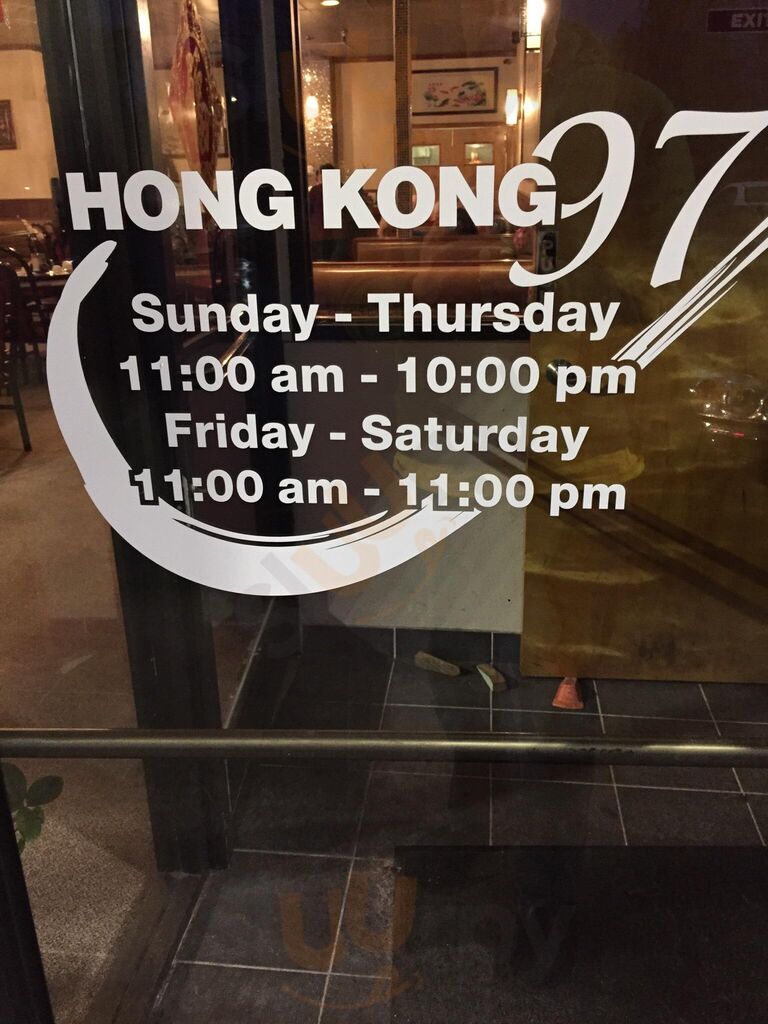 EXIT
HONG KONG 97
Sunday - Thursday
11:00 am - 10:00 pm
Friday - Saturday
11:00 am - 11:00 pm